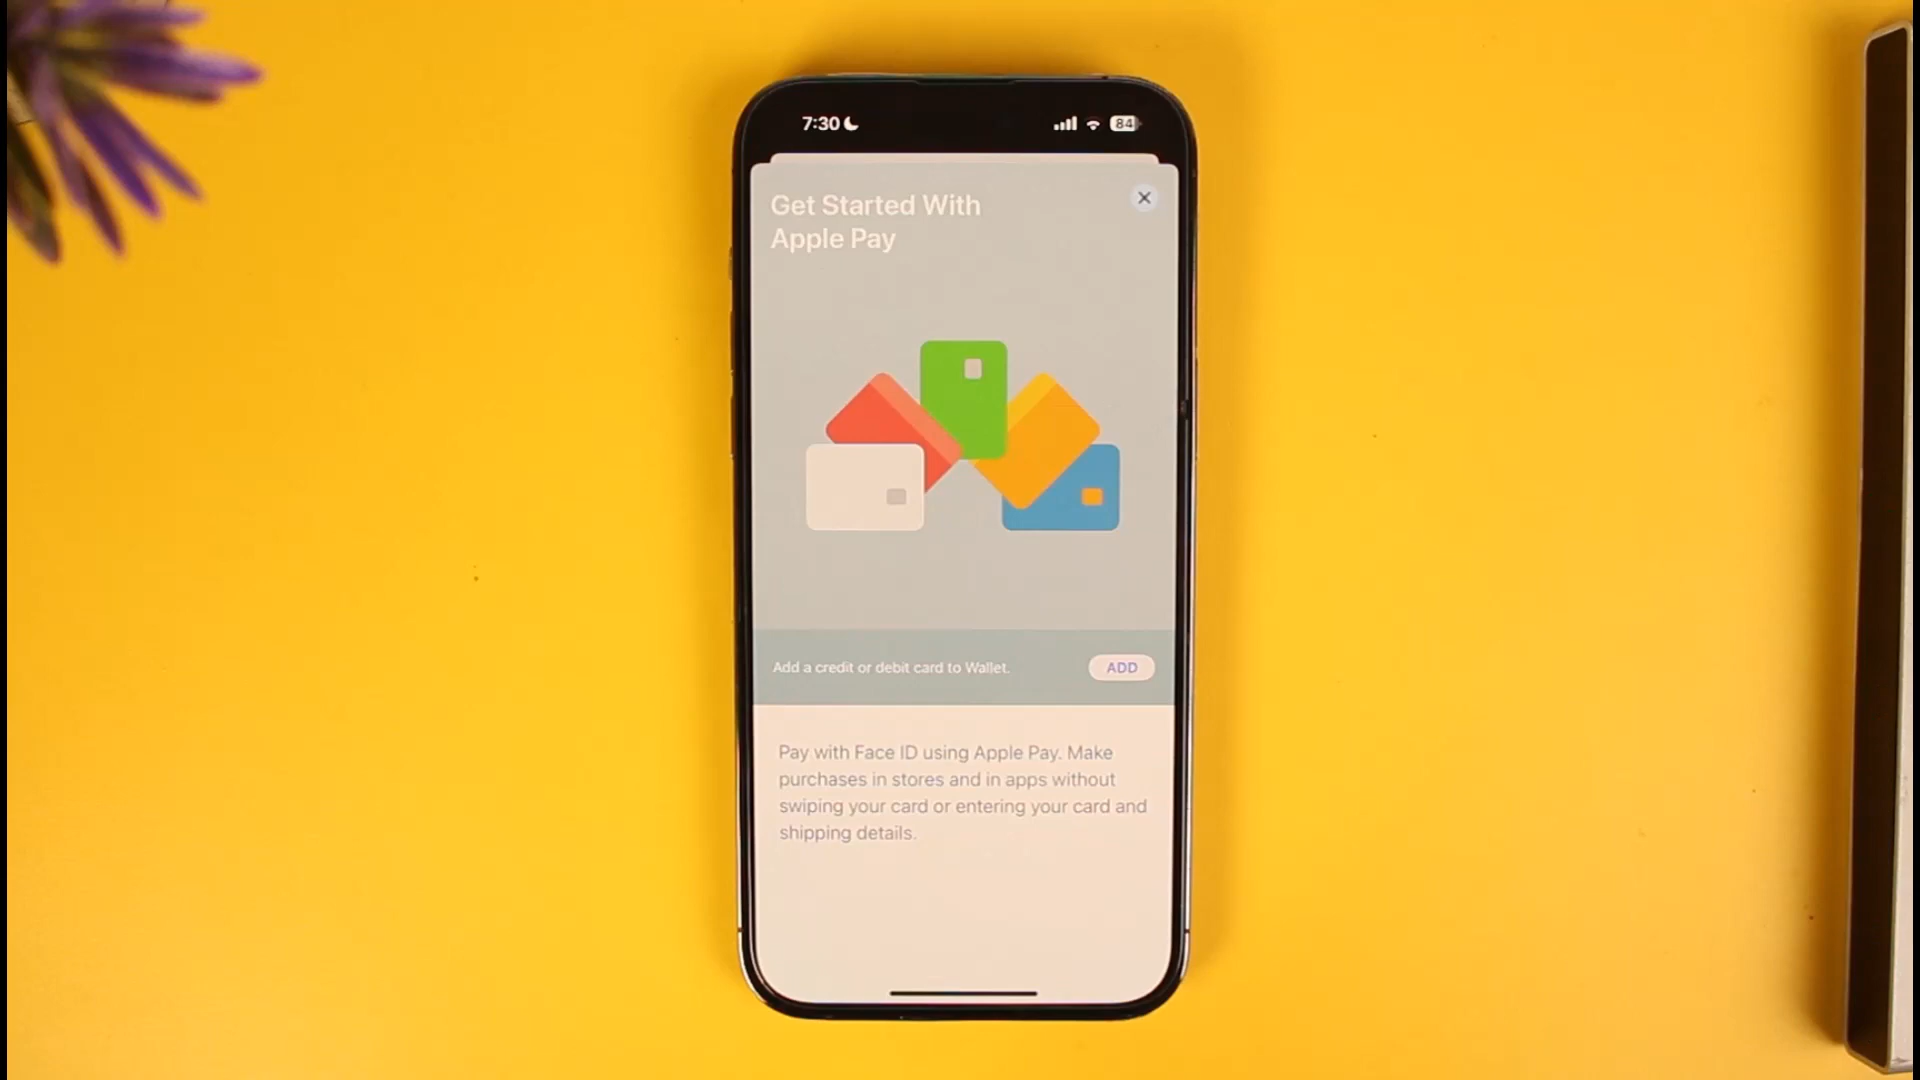 7:30
84
Get Started With
Apple Pay
Add a credit or debit card to Wallet.
ADD
Pay with Face ID using Apple Pay. Make
purchases in stores and in apps without
swiping your card or entering your card and
shipping details.